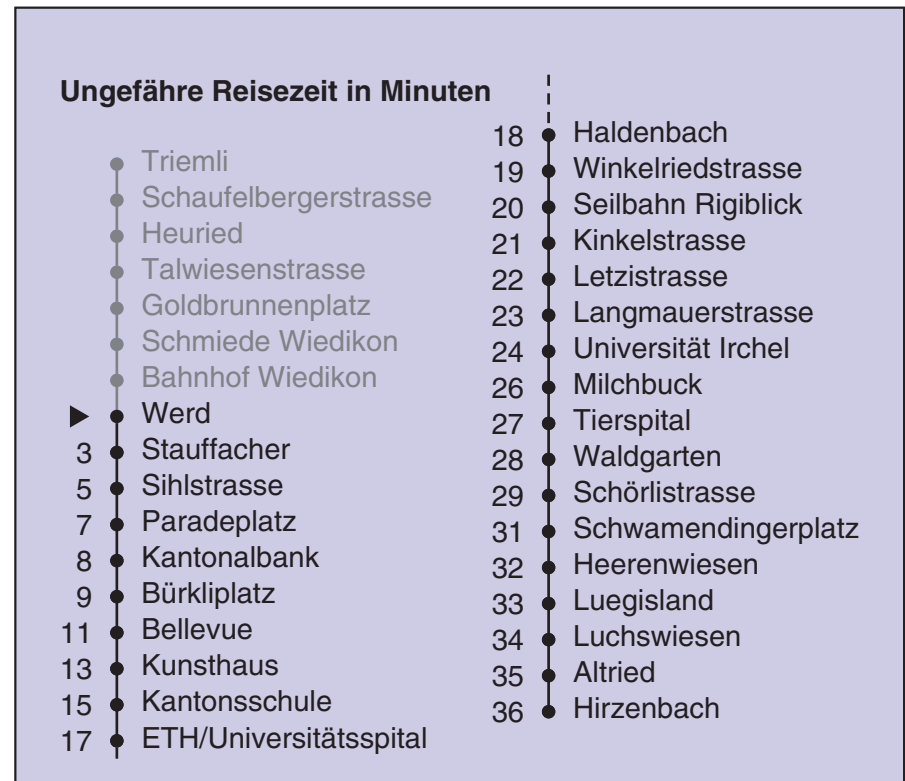 Ungefähre Reisezeit in Minuten
Triemli
Schaufelbergerstrasse
Heuried
Talwiesenstrasse
Goldbrunnenplatz
Schmiede Wiedikon
Bahnhof Wiedikon
Werd
3 Stauffacher
5 Sihlstrasse
7 Paradeplatz
8 Kantonalbank
9 Bürkliplatz
11 Bellevue
13 Kunsthaus
15 Kantonsschule
17 ETH/Universitätsspital
18 Haldenbach
19 Winkelriedstrasse
20 Seilbahn Rigiblick
21 Kinkelstrasse
22 Letzistrasse
23 Langmauerstrasse
24 Universität Irchel
26 Milchbuck
27 Tierspital
28 Waldgarten
29 Schörlistrasse
31 Schwamendingerplatz
32 Heerenwiesen
33 Luegisland
34 Luchswiesen
35 Altried
36 Hirzenbach